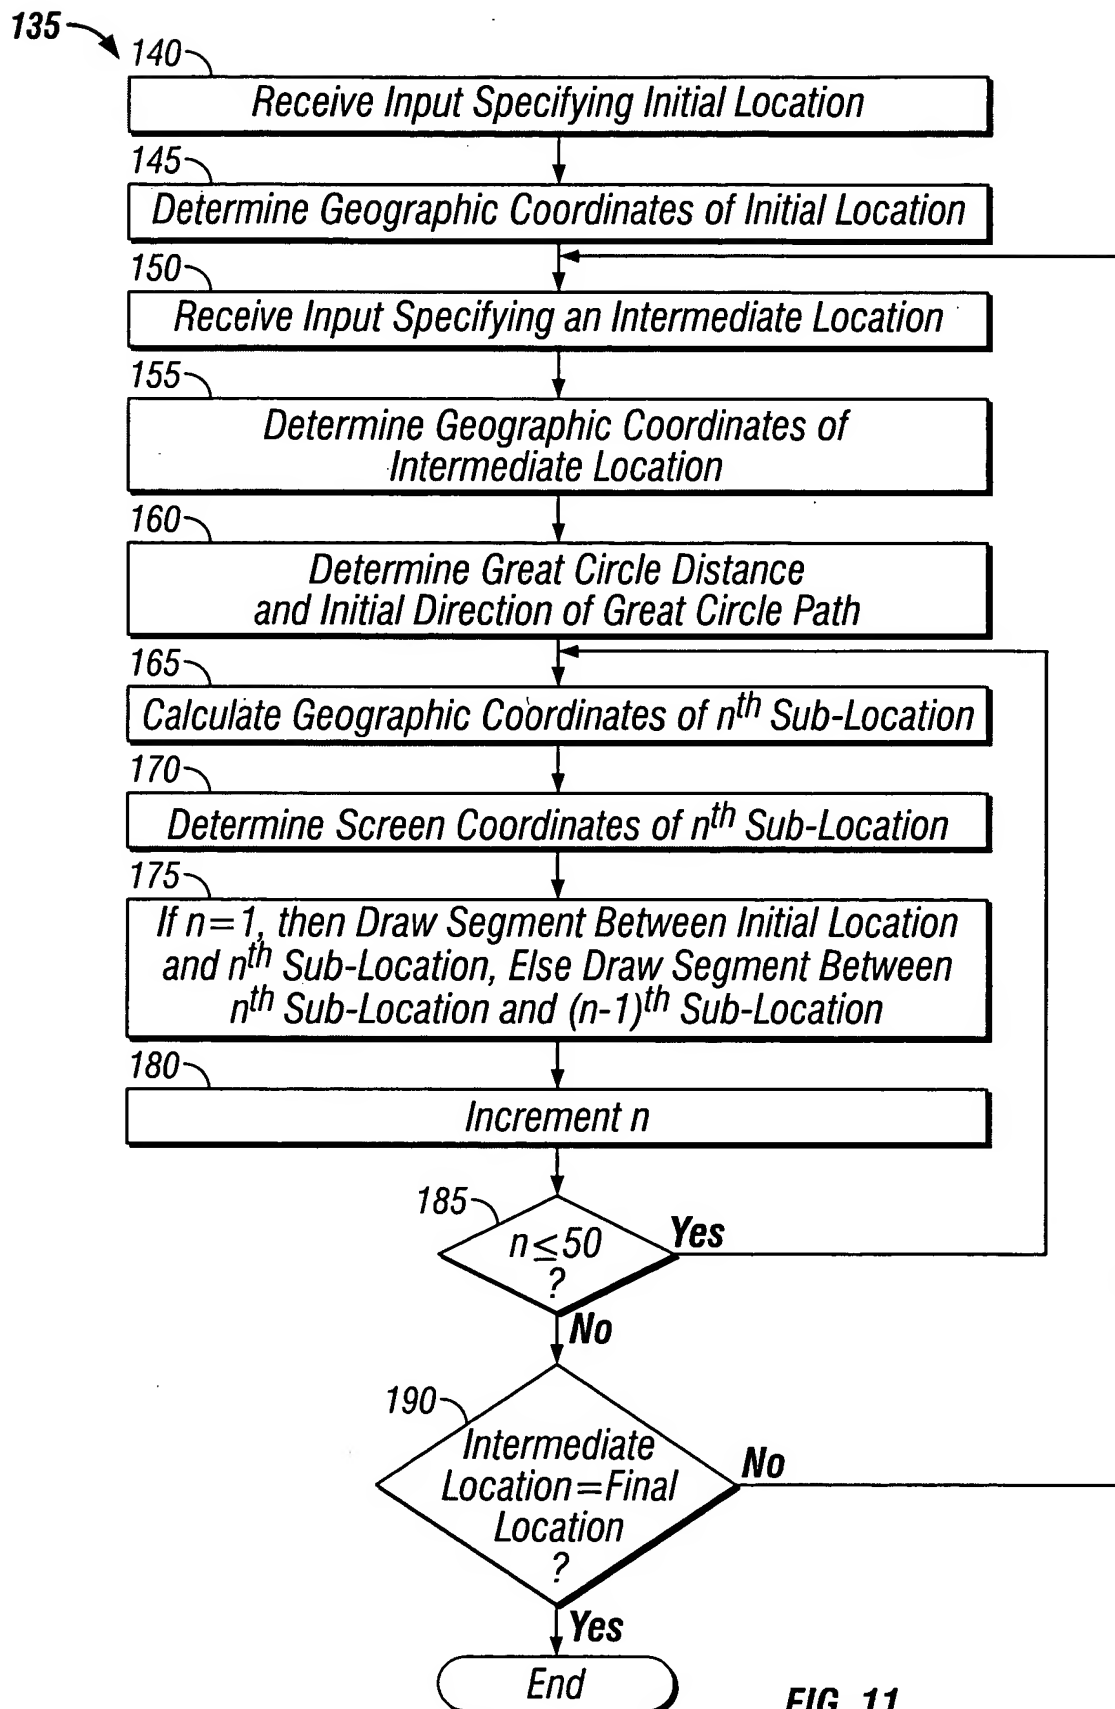 135
140
Receive Input Specifying Initial Location
145
Determine Geographic Coordinates of Initial Location
150
Receive Input Specifying an Intermediate Location
155
Determine Geographic Coordinates of
Intermediate Location
160
Determine Great Circle Distance
and Initial Direction of Great Circle Path
165
Calculate Geographic Coordinates of nth Sub-Location
170
Determine Screen Coordinates of nth Sub-Location
175
If n=1, then Draw Segment Between Initial Location
and nth Sub-Location, Else Draw Segment Between
nth Sub-Location and (n-1)th Sub-Location
180
Increment n
185
n≤50
?
Yes
No
190
Intermediate
Location=Final
Location
?
No
Yes
End
FIG. 11